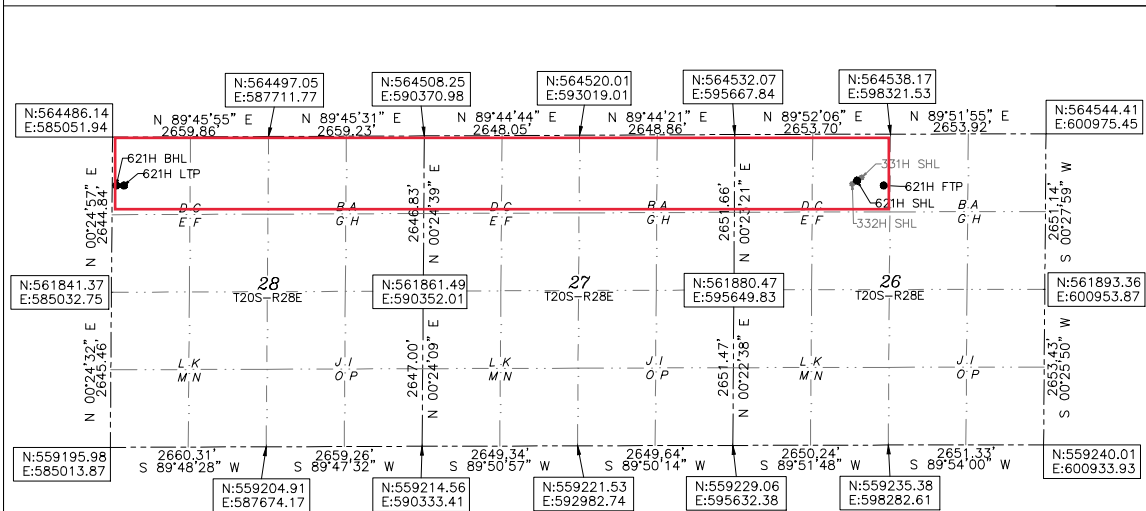 N:564497.05
E:587711.77
N:564508.25
E:590370.98
N:564520.01
E:593019.01
N:564532.07
E:595667.84
N:564538.17
E:598321.53
N:564486.14
E:585051.94
N 89°45'55" E
2659.86'
N 89°45'31" E
2659.23'
N 89°44'44" E
2648.05'
N 89°44'21" E
2648.86'
N 89°52'06" E
2653.70'
N 89°51'55" E
2653.92'
N:564544.41
E:600975.45
621H BHL
621H LTP
331H SHL
621H FTP
621H SHL
332H SHL
D C
E F
B A
G H
D C
E F
B A
G H
D C
E F
B A
G H
N 00°24'57" E
2644.84'
2646.83'
N 00°24'39" E
2651.66'
N 00°23'21" E
2651.14'
S 00°27'59" W
N:561841.37
E:585032.75
28
T20S-R28E
N:561861.49
E:590352.01
27
T20S-R28E
N:561880.47
E:595649.83
26
T20S-R28E
N:561893.36
E:600953.87
N 00°24'32" E
2645.46'
2647.00'
N 00°24'09" E
2651.47'
N 00°22'38" E
2653.43'
S 00°25'50" W
L K
M N
J I
O P
L K
M N
J I
O P
L K
M N
J I
O P
N:559195.98
E:585013.87
2660.31'
S 89°48'28" W
2659.26'
S 89°47'32" W
2649.34'
S 89°50'57" W
2649.64'
S 89°50'14" W
2650.24'
S 89°51'48" W
2651.33'
S 89°54'00" W
N:559240.01
E:600933.93
N:559204.91
E:587674.17
N:559214.56
E:590333.41
N:559221.53
E:592982.74
N:559229.06
E:595632.38
N:559235.38
E:598282.61